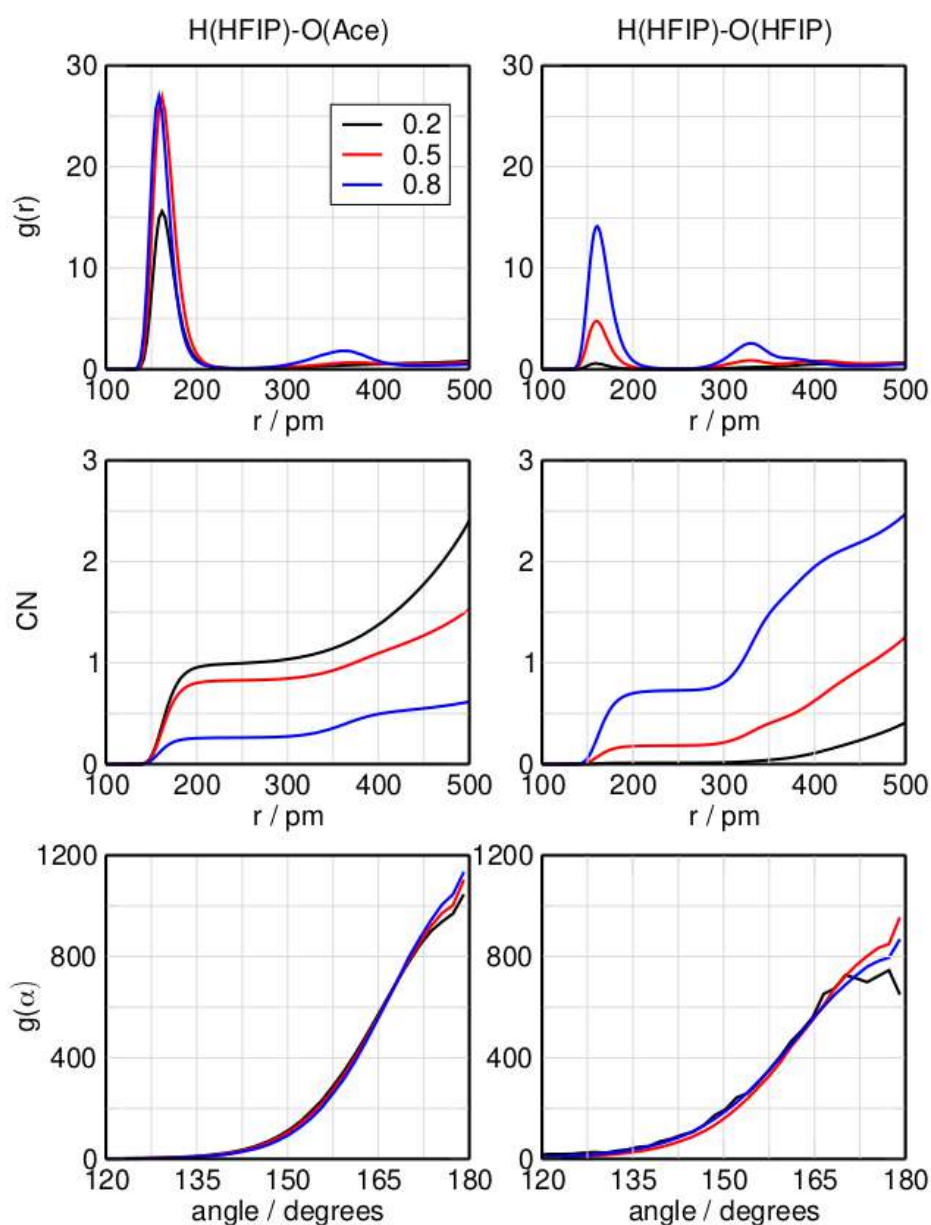 H(HFIP)-O(Ace) H(HFIP)-O(HFIP)
30 30
0.2
0.5
0.8
20 20
g(r)
10 10
0 0
100 200 300 400 500 100 200 300 400 500
r / pm r / pm
3 3
2 2
CN
1 1
0 0
100 200 300 400 500 100 200 300 400 500
r / pm r / pm
1200 1200
800 800
g(α)
400 400
0 0
120 135 150 165 180 120 135 150 165 180
angle / degrees angle / degrees